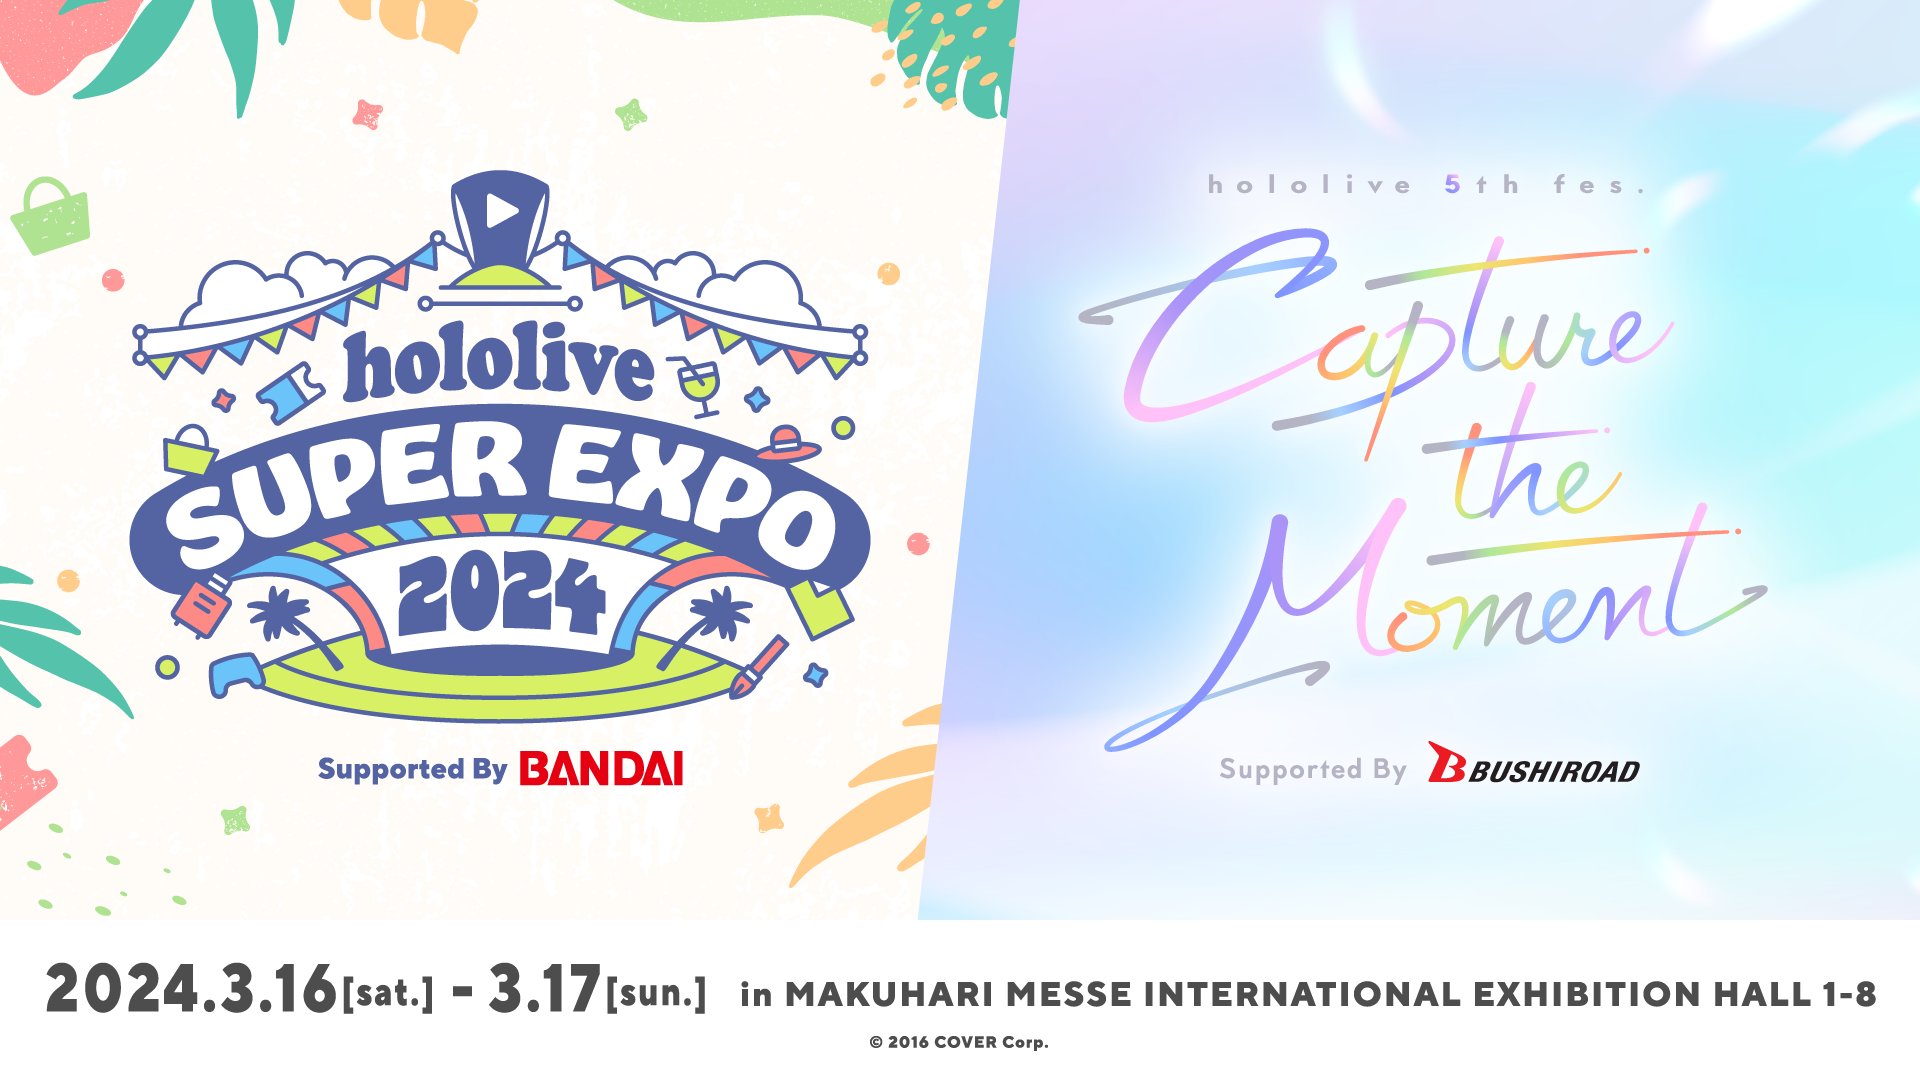 hololive
SUPER EXPO
2024
Supported By BANDAI
hololive 5th fes.
Capture
the
Moment
Supported By BUSHIROAD
2024.3.16[sat.] - 3.17[sun.] in MAKUHARI MESSE INTERNATIONAL EXHIBITION HALL 1-8
© 2016 COVER Corp.